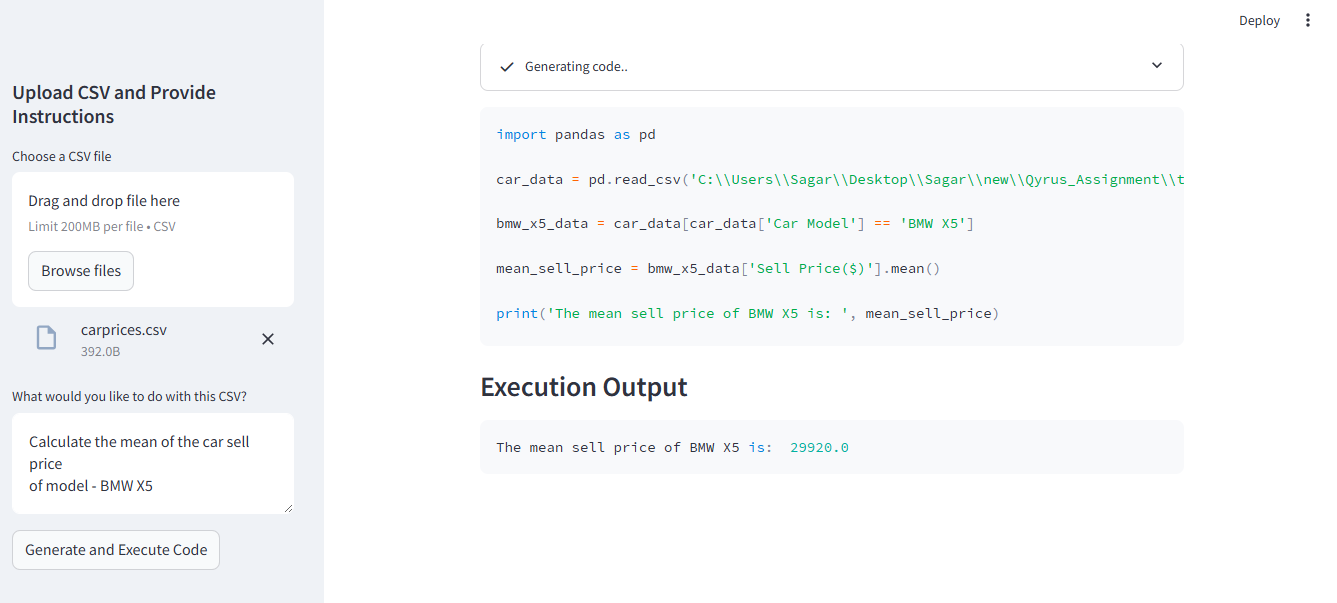 Deploy
Upload CSV and Provide
Instructions
Choose a CSV file
Drag and drop file here
Limit 200MB per file • CSV
Browse files
carprices.csv
392.0B
What would you like to do with this CSV?
Calculate the mean of the car sell
price
of model - BMW X5
Generate and Execute Code
Generating code..
import pandas as pd
car_data = pd.read_csv('C:\\Users\\Sagar\\Desktop\\Sagar\\new\\Qyrus_Assignment\\t
bmw_x5_data = car_data[car_data['Car Model'] == 'BMW X5']
mean_sell_price = bmw_x5_data['Sell Price($)'].mean()
print('The mean sell price of BMW X5 is: ', mean_sell_price)
Execution Output
The mean sell price of BMW X5 is:  29920.0